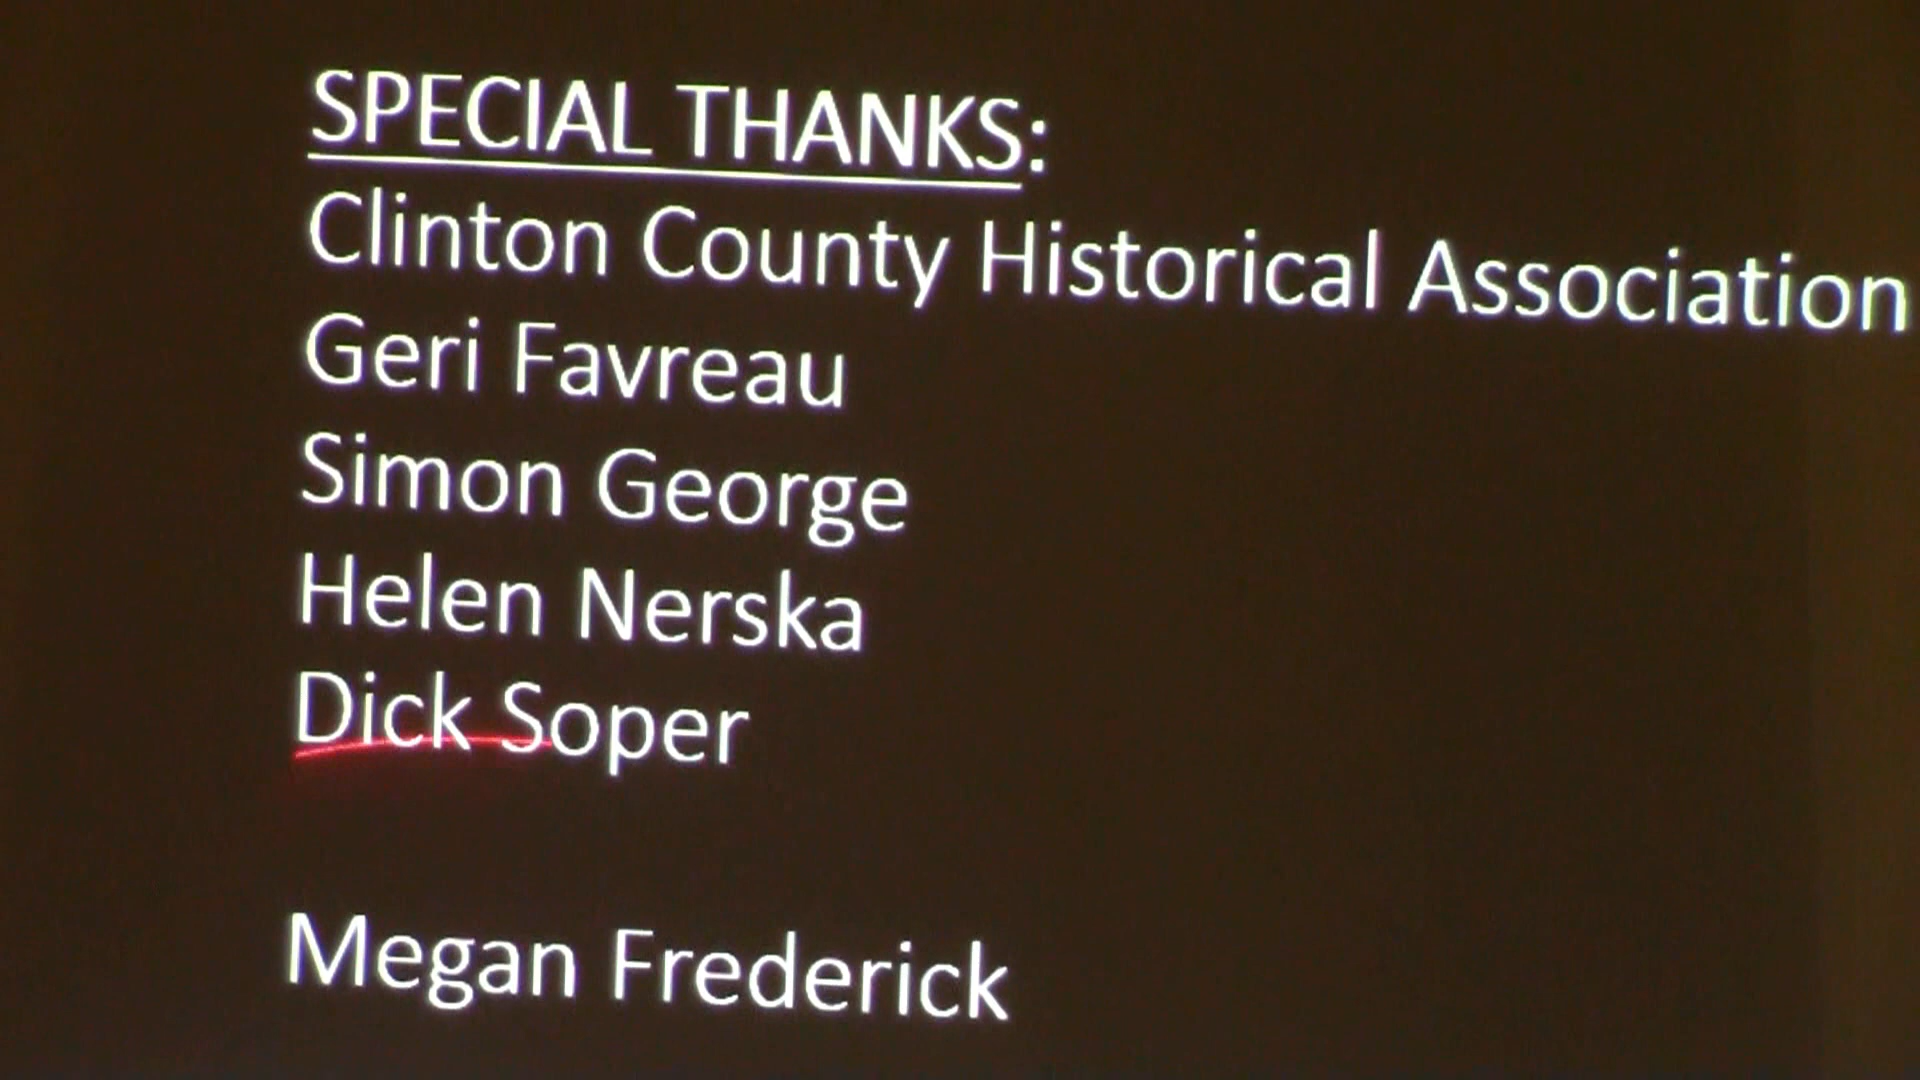 SPECIAL THANKS:
Clinton County Historical Association
Geri Favreau
Simon George
Helen Nerska
Dick Soper
Megan Frederick